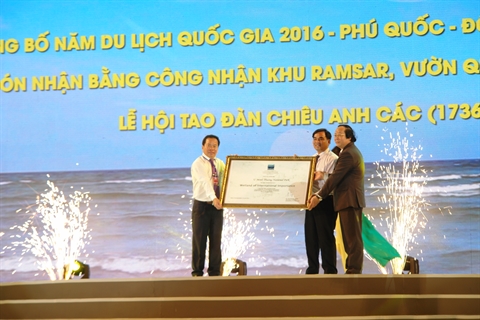 NG BỐ NĂM DU LỊCH QUỐC GIA 2016 - PHÚ QUỐC - Đ
ÓN NHẬN BẰNG CÔNG NHẬN KHU RAMSAR, VƯỜN Q
LỄ HỘI TAO ĐÀN CHIÊU ANH CÁC (1736